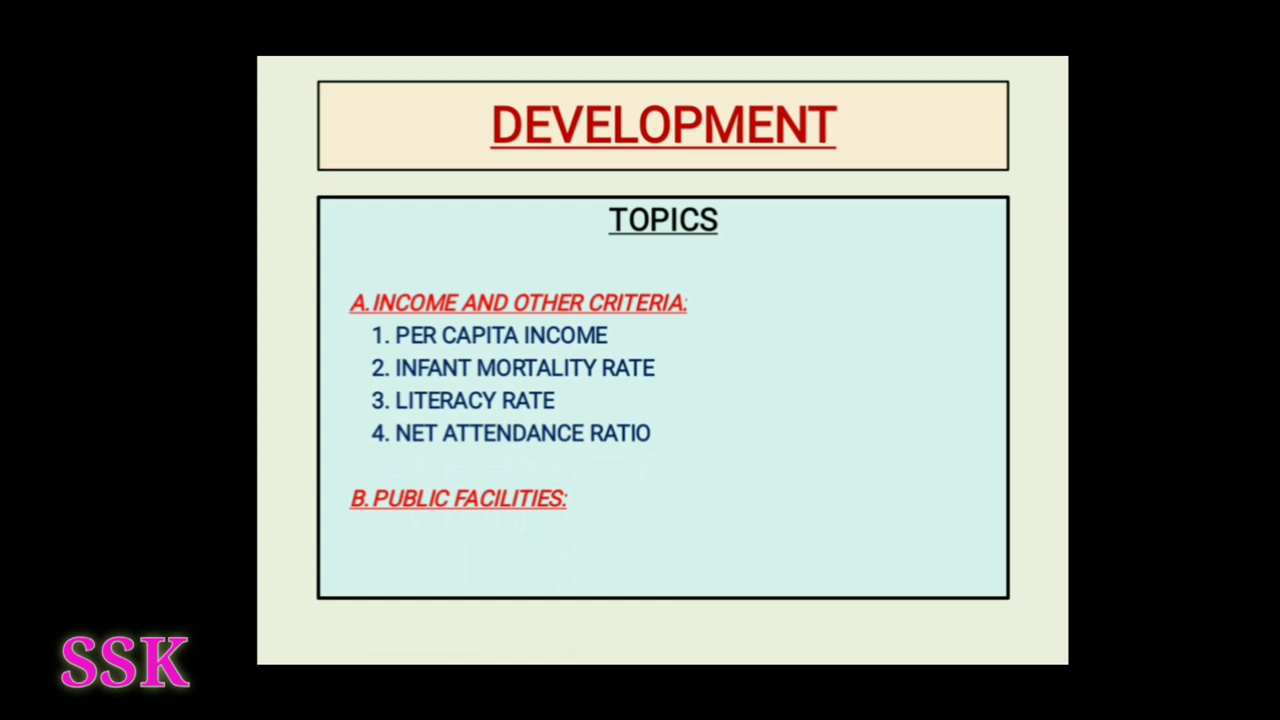 DEVELOPMENT
TOPICS
A. INCOME AND OTHER CRITERIA:
1. PER CAPITA INCOME
2. INFANT MORTALITY RATE
3. LITERACY RATE
4. NET ATTENDANCE RATIO
B. PUBLIC FACILITIES:
SSK